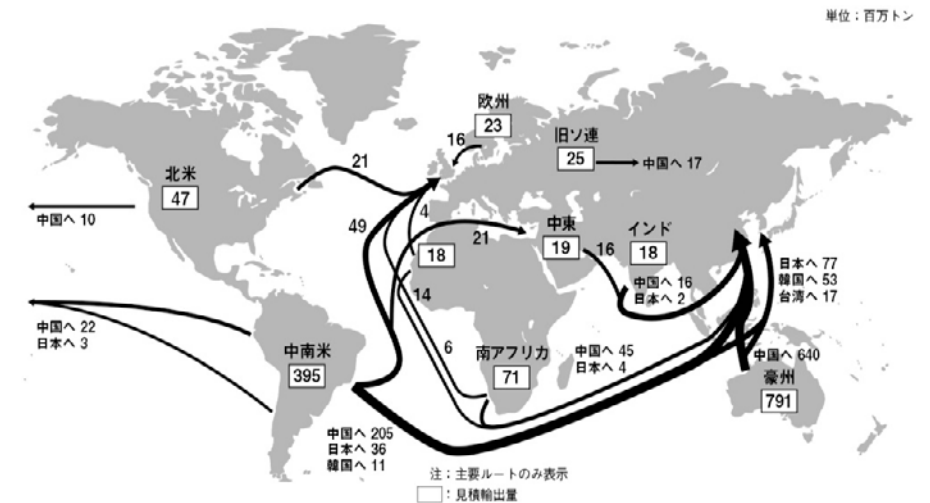 単位：百万トン
欧州
23
16
旧ソ連
25
中国へ 17
北米
47
21
中国へ 10
49
4
21
18
14
中東
19
16
インド
18
中国へ 16
日本へ 2
日本へ 77
韓国へ 53
台湾へ 17
中国へ 22
日本へ 3
中南米
395
6
南アフリカ
71
中国へ 45
日本へ 4
中国へ 640
豪州
791
中国へ 205
日本へ 36
韓国へ 11
注：主要ルートのみ表示
：見積輸出量